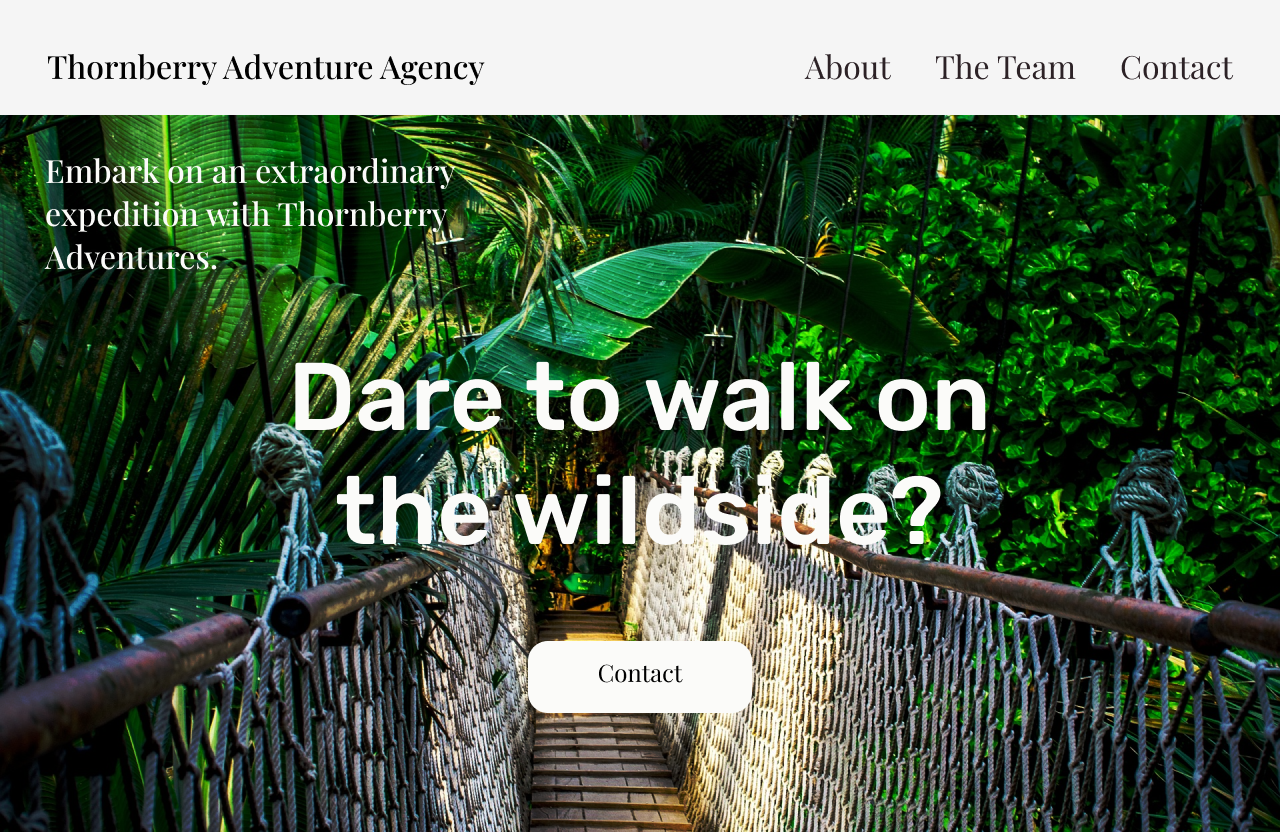 Thornberry Adventure Agency
About The Team Contact
Embark on an extraordinary
expedition with Thornberry
Adventures.
Dare to walk on
the wildside?
Contact